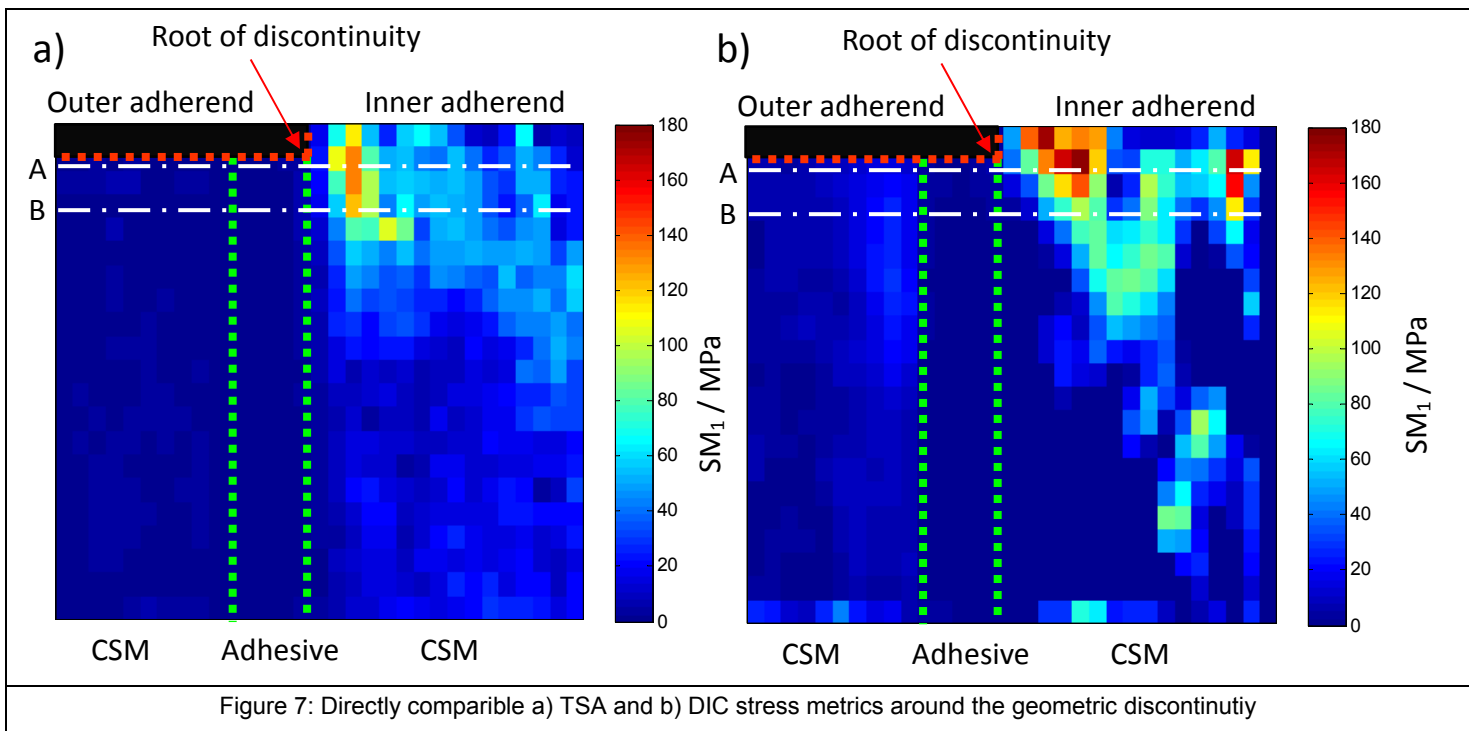 a)
Root of discontinuity
Outer adherend
Inner adherend
A
B
180
160
140
120
100
80
60
40
20
0
SM₁ / MPa
CSM
Adhesive
CSM
b)
Root of discontinuity
Outer adherend
Inner adherend
A
B
180
160
140
120
100
80
60
40
20
0
SM₁ / MPa
CSM
Adhesive
CSM
Figure 7: Directly comparible a) TSA and b) DIC stress metrics around the geometric discontinutiy